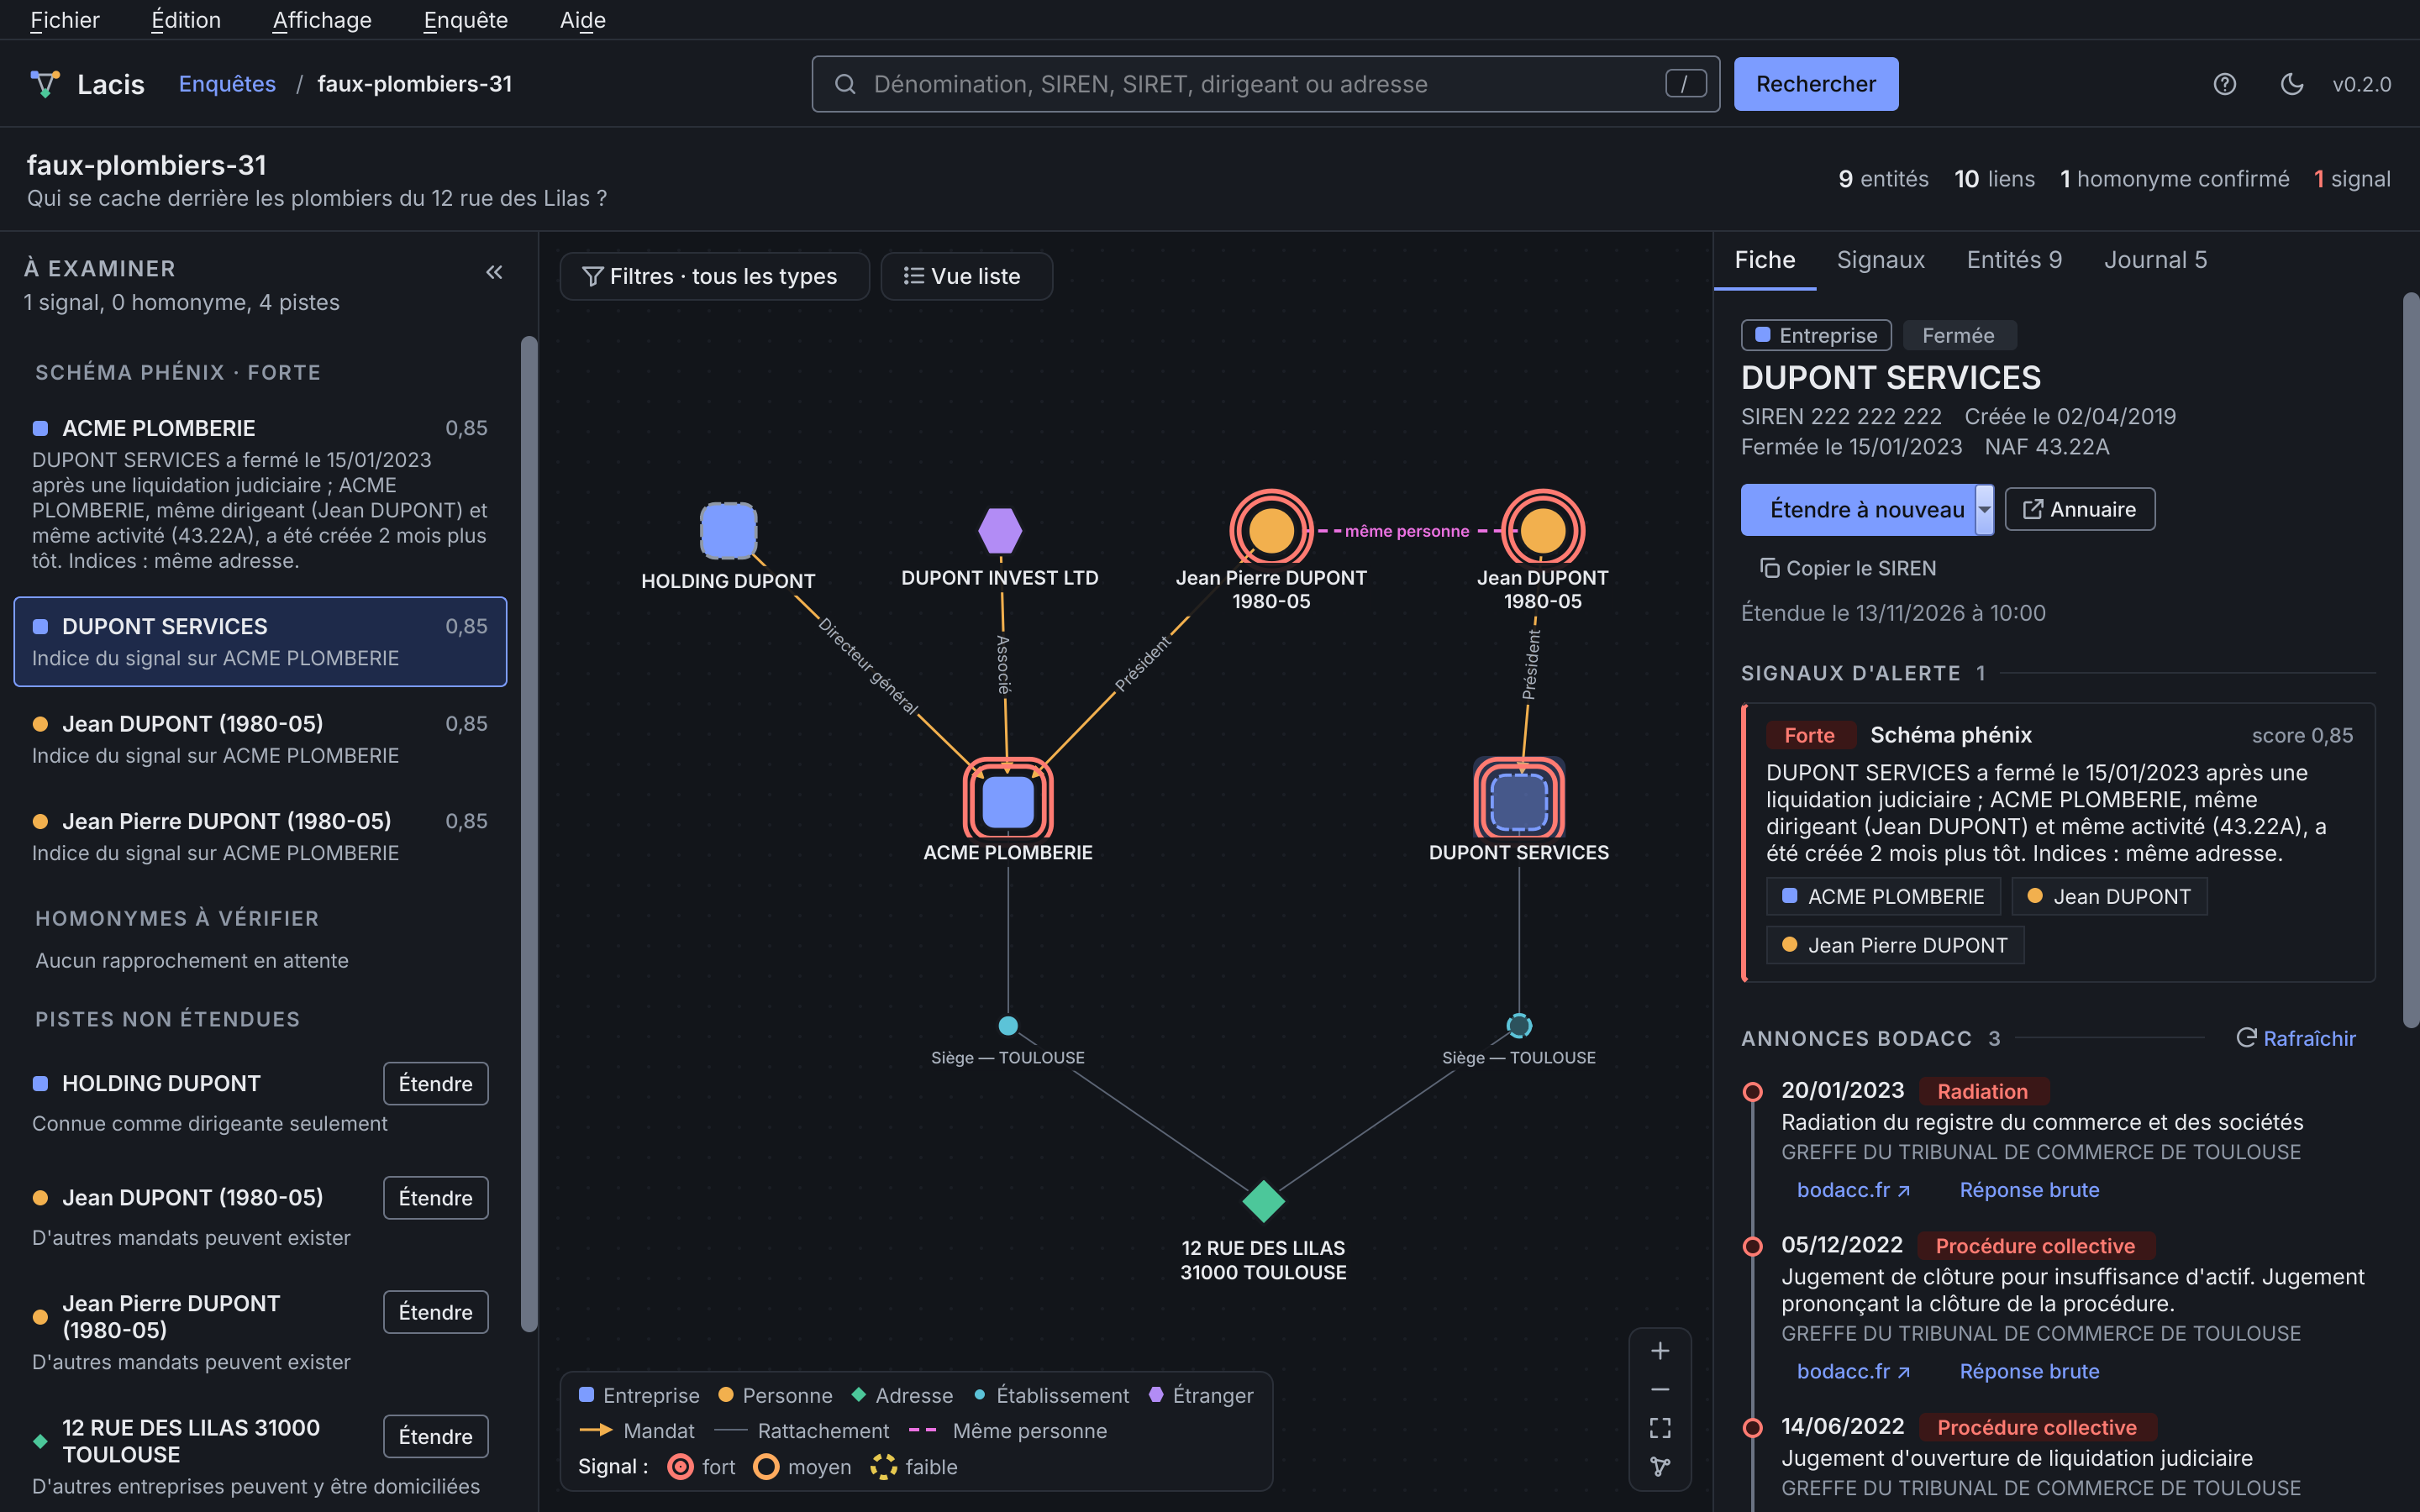 Fichier Édition Affichage Enquête Aide
Lacis Enquêtes / faux-plombiers-31
Dénomination, SIREN, SIRET, dirigeant ou adresse /
Rechercher
v0.2.0
faux-plombiers-31
Qui se cache derrière les plombiers du 12 rue des Lilas ?
9 entités 10 liens 1 homonyme confirmé 1 signal
À EXAMINER
1 signal, 0 homonyme, 4 pistes
SCHÉMA PHÉNIX · FORTE
ACME PLOMBERIE 0,85
DUPONT SERVICES a fermé le 15/01/2023
après une liquidation judiciaire ; ACME
PLOMBERIE, même dirigeant (Jean DUPONT) et
même activité (43.22A), a été créée 2 mois plus
tôt. Indices : même adresse.
DUPONT SERVICES 0,85
Indice du signal sur ACME PLOMBERIE
Jean DUPONT (1980-05) 0,85
Indice du signal sur ACME PLOMBERIE
Jean Pierre DUPONT (1980-05) 0,85
Indice du signal sur ACME PLOMBERIE
HOMONYMES À VÉRIFIER
Aucun rapprochement en attente
PISTES NON ÉTENDUES
HOLDING DUPONT Étendre
Connue comme dirigeante seulement
Jean DUPONT (1980-05) Étendre
D'autres mandats peuvent exister
Jean Pierre DUPONT
(1980-05)
Étendre
D'autres mandats peuvent exister
12 RUE DES LILAS 31000
TOULOUSE
Étendre
D'autres entreprises peuvent y être domiciliées
Filtres · tous les types
Vue liste
même personne
HOLDING DUPONT
DUPONT INVEST LTD
Jean Pierre DUPONT
1980-05
Jean DUPONT
1980-05
Directeur général
Associé
Président
Président
ACME PLOMBERIE
DUPONT SERVICES
Siège — TOULOUSE
Siège — TOULOUSE
12 RUE DES LILAS
31000 TOULOUSE
Entreprise Personne Adresse Établissement Étranger
Mandat Rattachement Même personne
Signal : fort moyen faible
Fiche Signaux Entités 9 Journal 5
Entreprise Fermée
DUPONT SERVICES
SIREN 222 222 222 Créée le 02/04/2019
Fermée le 15/01/2023 NAF 43.22A
Étendre à nouveau
Annuaire
Copier le SIREN
Étendue le 13/11/2026 à 10:00
SIGNAUX D'ALERTE 1
Forte Schéma phénix score 0,85
DUPONT SERVICES a fermé le 15/01/2023 après une
liquidation judiciaire ; ACME PLOMBERIE, même
dirigeant (Jean DUPONT) et même activité (43.22A), a
été créée 2 mois plus tôt. Indices : même adresse.
ACME PLOMBERIE Jean DUPONT
Jean Pierre DUPONT
ANNONCES BODACC 3 Rafraîchir
20/01/2023 Radiation
Radiation du registre du commerce et des sociétés
GREFFE DU TRIBUNAL DE COMMERCE DE TOULOUSE
bodacc.fr ↗ Réponse brute
05/12/2022 Procédure collective
Jugement de clôture pour insuffisance d'actif. Jugement
prononçant la clôture de la procédure.
GREFFE DU TRIBUNAL DE COMMERCE DE TOULOUSE
bodacc.fr ↗ Réponse brute
14/06/2022 Procédure collective
Jugement d'ouverture de liquidation judiciaire
GREFFE DU TRIBUNAL DE COMMERCE DE TOULOUSE